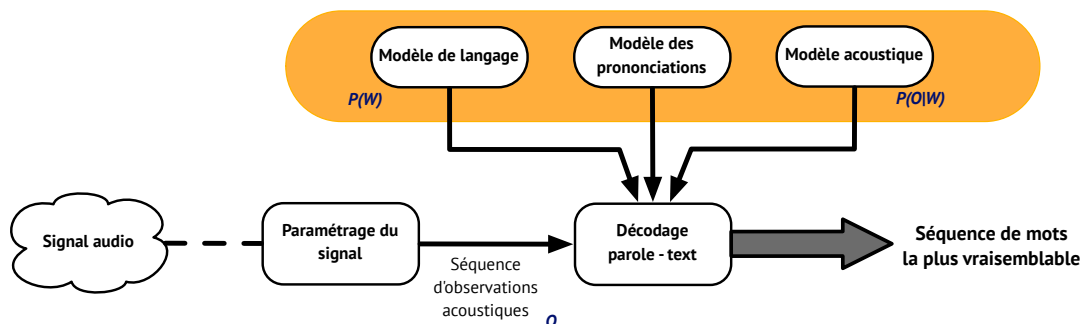 Modèle de langage
Modèle des
prononciations
Modèle acoustique
P(W)
P(O|W)
Signal audio
Paramétrage du
signal
Séquence
d'observations
acoustiques
O
Décodage
parole - text
Séquence de mots
la plus vraisemblable